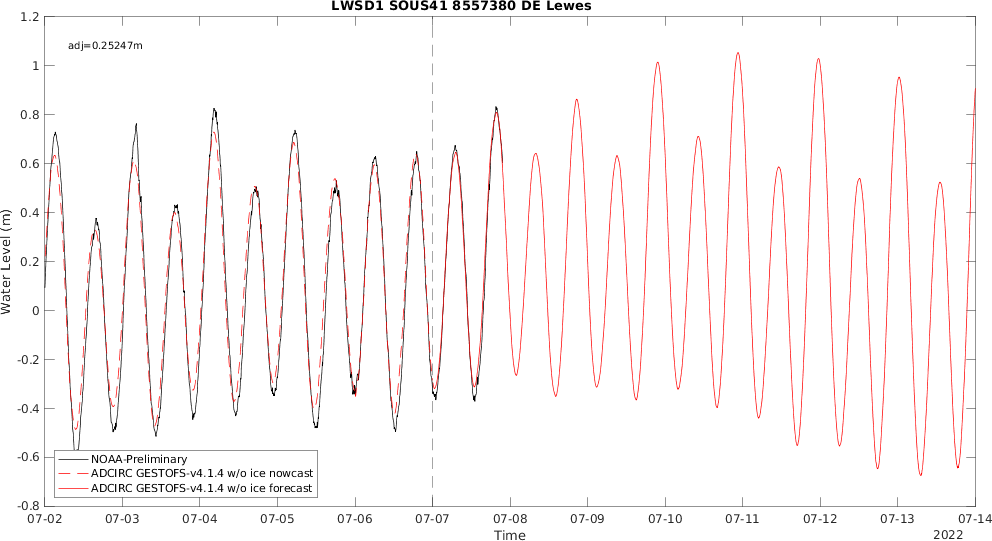 LWSD1 SOUS41 8557380 DE Lewes
adj=0.25247m
1.2
1
0.8
0.6
0.4
0.2
0
-0.2
-0.4
-0.6
-0.8
Water Level (m)
NOAA-Preliminary
ADCIRC GESTOFS-v4.1.4 w/o ice nowcast
ADCIRC GESTOFS-v4.1.4 w/o ice forecast
07-02 07-03 07-04 07-05 07-06 07-07 07-08 07-09 07-10 07-11 07-12 07-13 07-14
Time
2022